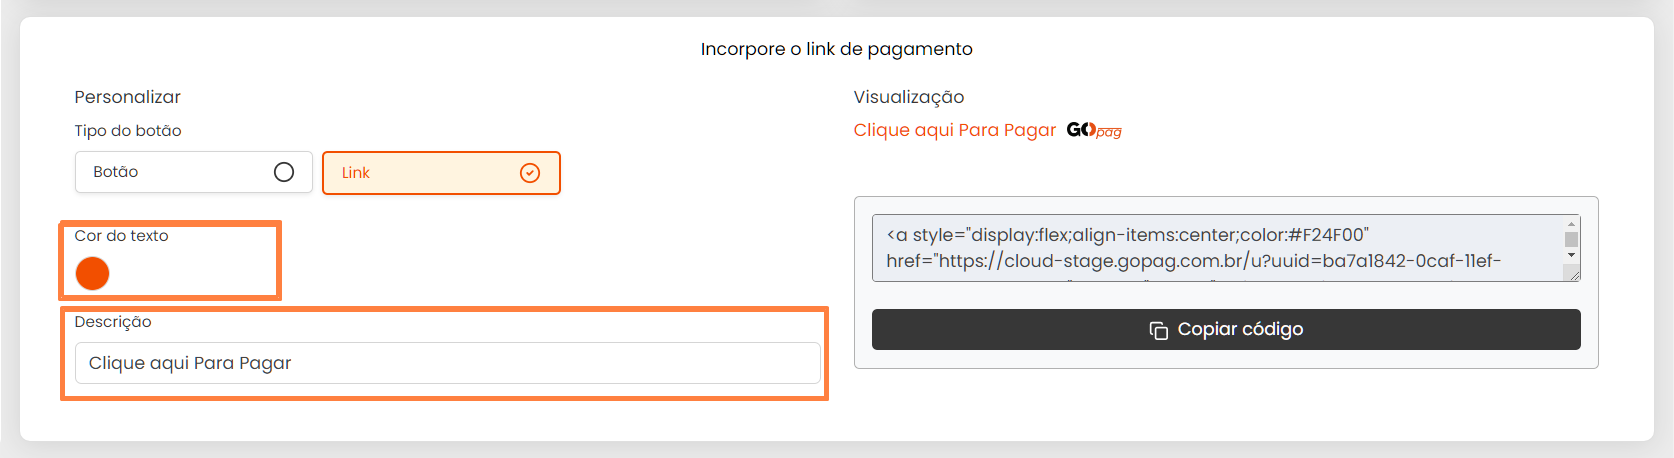 Incorpore o link de pagamento
Personalizar
Tipo do botão
Botão
Link
Cor do texto
Descrição
Clique aqui Para Pagar
Visualização
Clique aqui Para Pagar GOpag
<a style="display:flex;align-items:center;color:#F24F00"
href="https://cloud-stage.gopag.com.br/u?uuid=ba7a1842-0caf-11ef-
Copiar código